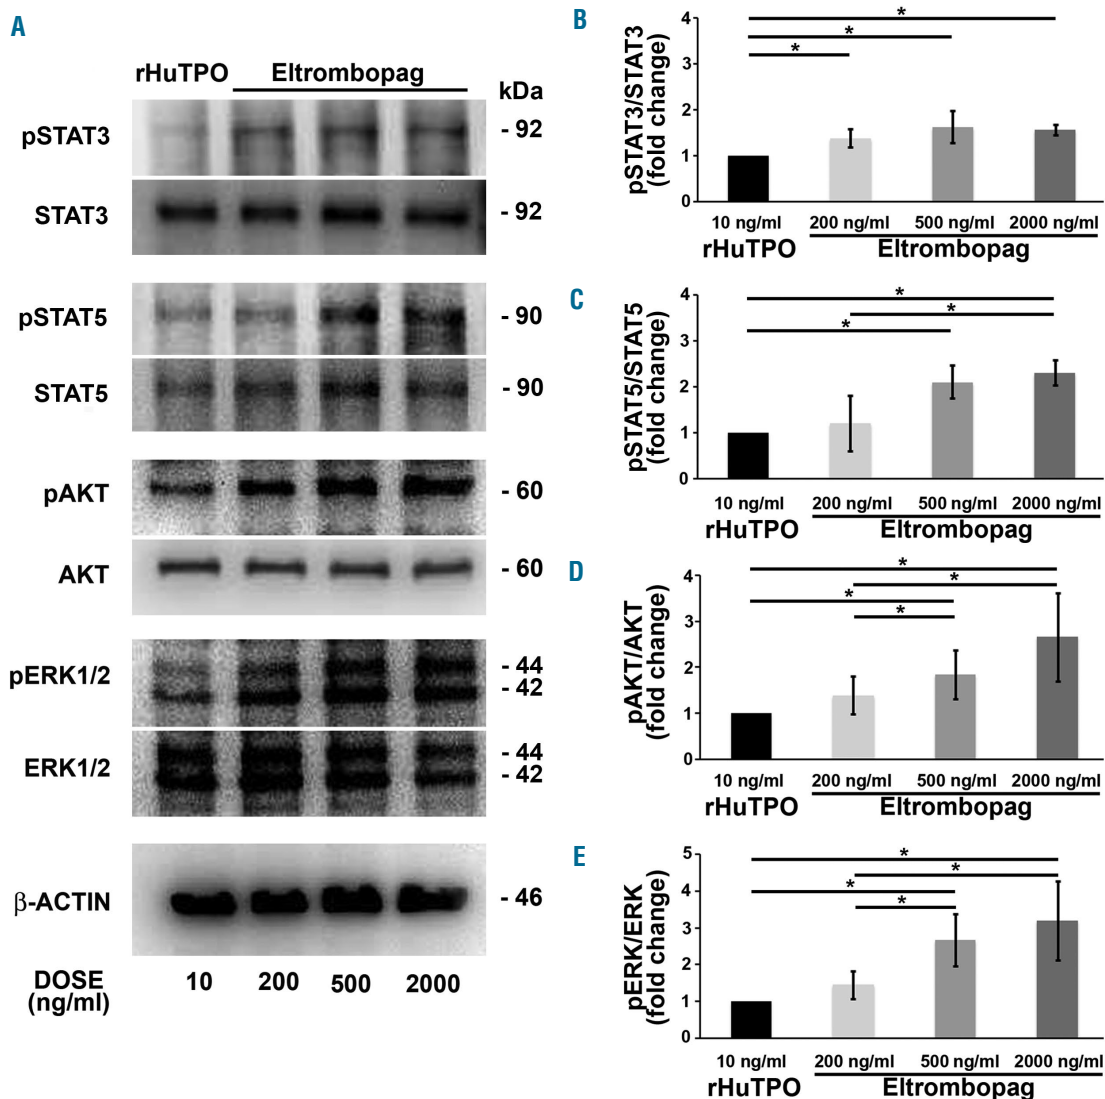 A
rHuTPO Eltrombopag
kDa
pSTAT3 - 92
STAT3 - 92
pSTAT5 - 90
STAT5 - 90
pAKT - 60
AKT - 60
pERK1/2 - 44
- 42
ERK1/2 - 44
- 42
β-ACTIN - 46
DOSE (ng/ml) 10 200 500 2000
B
pSTAT3/STAT3
(fold change)
4
3
2
1
0
*
*
*
10 ng/ml 200 ng/ml 500 ng/ml 2000 ng/ml
rHuTPO Eltrombopag
C
pSTAT5/STAT5
(fold change)
4
3
2
1
0
*
*
*
10 ng/ml 200 ng/ml 500 ng/ml 2000 ng/ml
rHuTPO Eltrombopag
D
pAKT/AKT
(fold change)
4
3
2
1
0
*
*
*
*
10 ng/ml 200 ng/ml 500 ng/ml 2000 ng/ml
rHuTPO Eltrombopag
E
pERK/ERK
(fold change)
5
4
3
2
1
0
*
*
*
*
10 ng/ml 200 ng/ml 500 ng/ml 2000 ng/ml
rHuTPO Eltrombopag